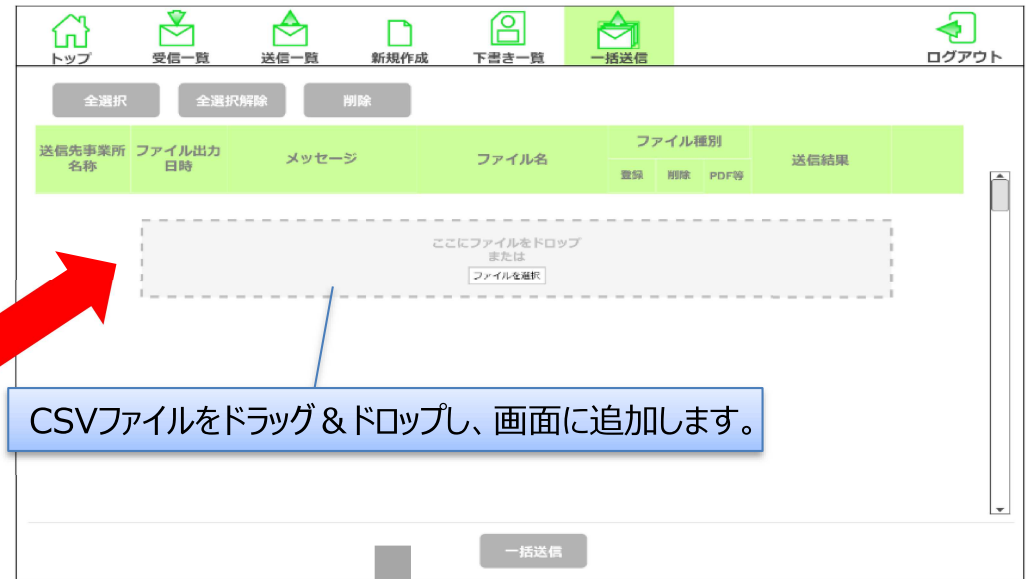 トップ 受信一覧 送信一覧 新規作成 下書き一覧 一括送信 ログアウト
全選択 全選択解除 削除
送信先事業所名称 ファイル出力日時 メッセージ ファイル名 ファイル種別 送信結果
登録 削除 PDF等
ここにファイルをドロップ
または
ファイルを選択
CSVファイルをドラッグ&ドロップし、画面に追加します。
一括送信